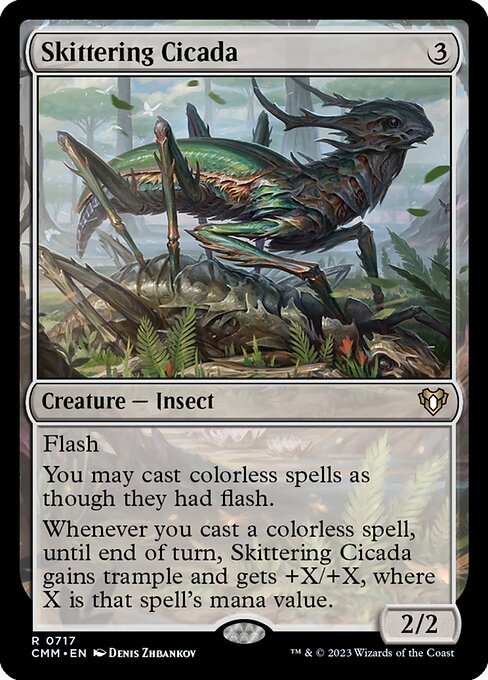 Skittering Cicada 3
Creature — Insect
Flash
You may cast colorless spells as
though they had flash.
Whenever you cast a colorless spell,
until end of turn, Skittering Cicada
gains trample and gets +X/+X, where
X is that spell's mana value.
2/2
R 0717
CMM • EN Denis Zhbankov
™ & © 2023 Wizards of the Coast